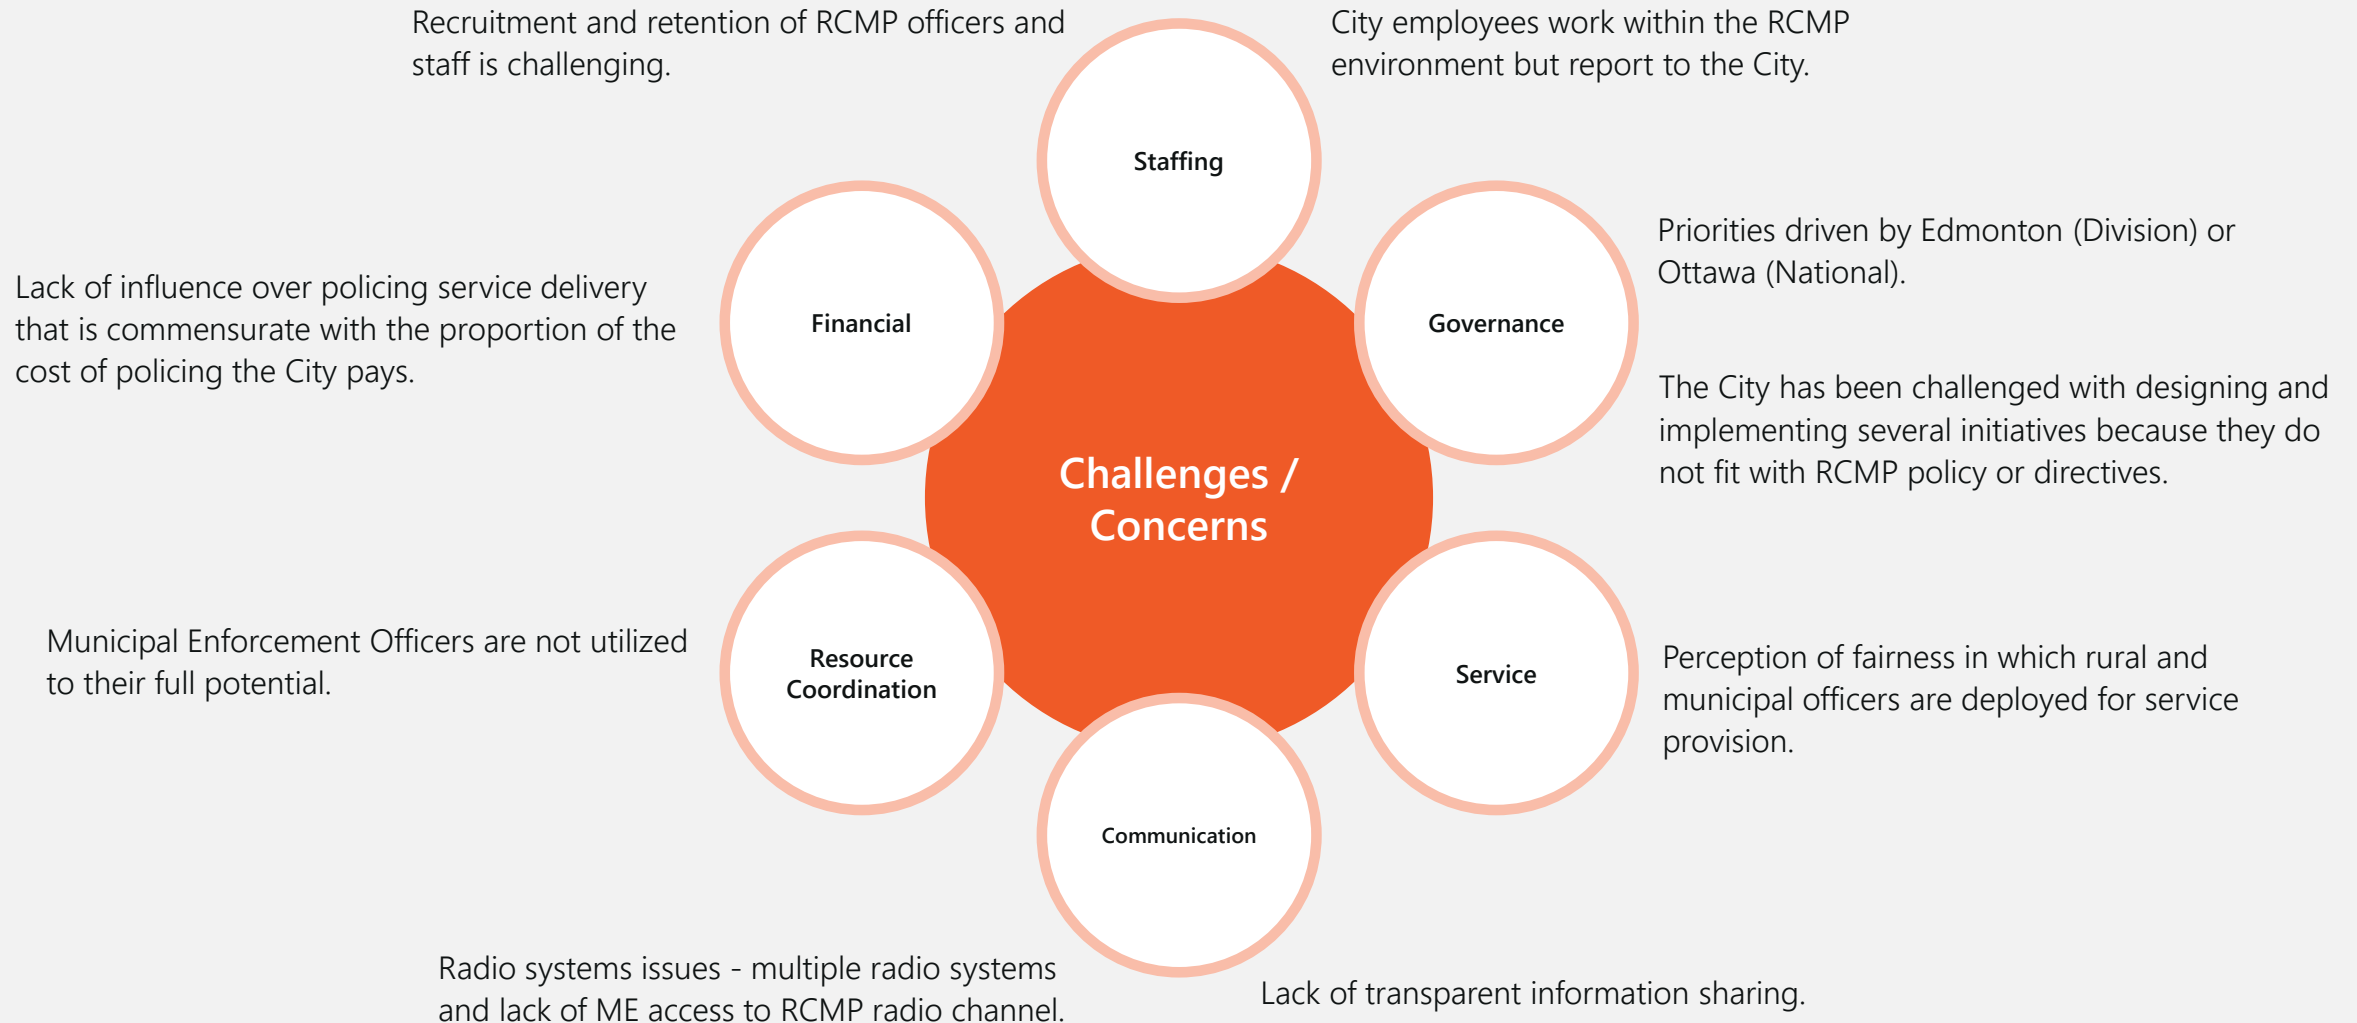 Recruitment and retention of RCMP officers and
staff is challenging.
City employees work within the RCMP
environment but report to the City.
Staffing
Financial
Lack of influence over policing service delivery
that is commensurate with the proportion of the
cost of policing the City pays.
Governance
Priorities driven by Edmonton (Division) or
Ottawa (National).
The City has been challenged with designing and
implementing several initiatives because they do
not fit with RCMP policy or directives.
Challenges /
Concerns
Resource
Coordination
Municipal Enforcement Officers are not utilized
to their full potential.
Service
Perception of fairness in which rural and
municipal officers are deployed for service
provision.
Communication
Radio systems issues - multiple radio systems
and lack of ME access to RCMP radio channel.
Lack of transparent information sharing.